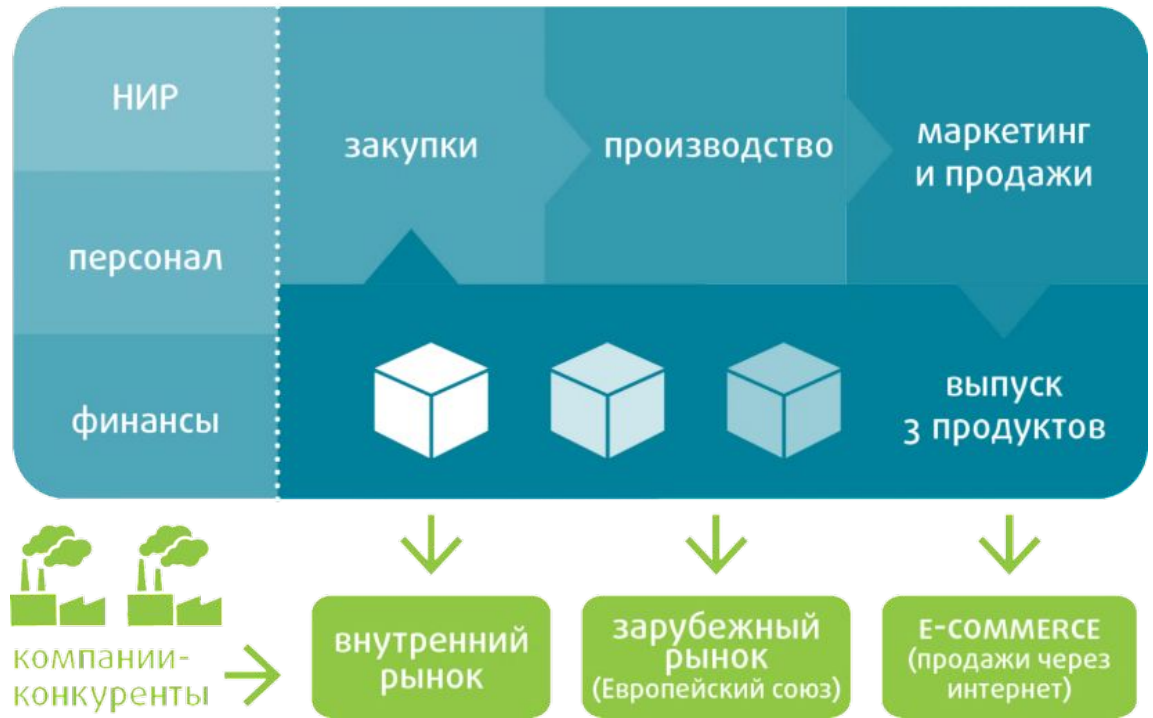 НИР
персонал
финансы
закупки
производство
маркетинг
и продажи
выпуск
3 продуктов
компании-
конкуренты
внутренний
рынок
зарубежный
рынок
(Европейский союз)
E-COMMERCE
(продажи через
интернет)